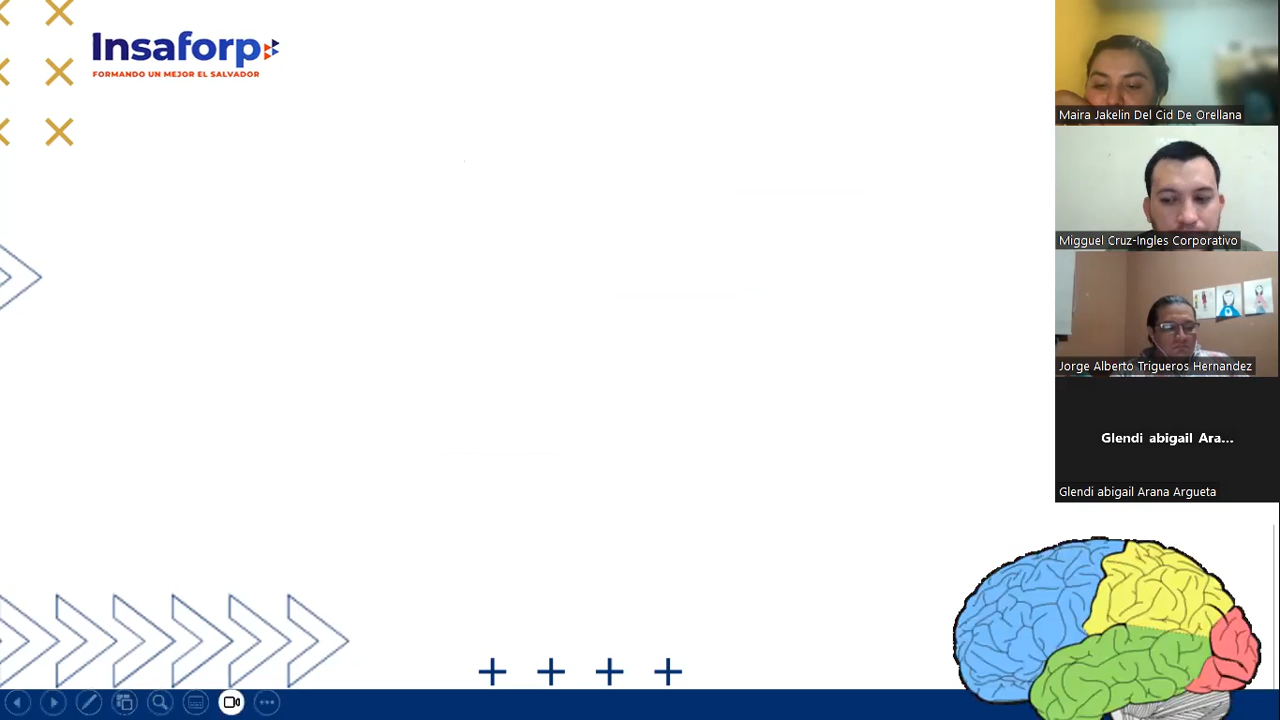 Insaforp
FORMANDO UN MEJOR EL SALVADOR
Maira Jakelin Del Cid De Orellana
Migguel Cruz-Ingles Corporativo
Jorge Alberto Trigueros Hernandez
Glendi abigail Ara...
Glendi abigail Arana Argueta